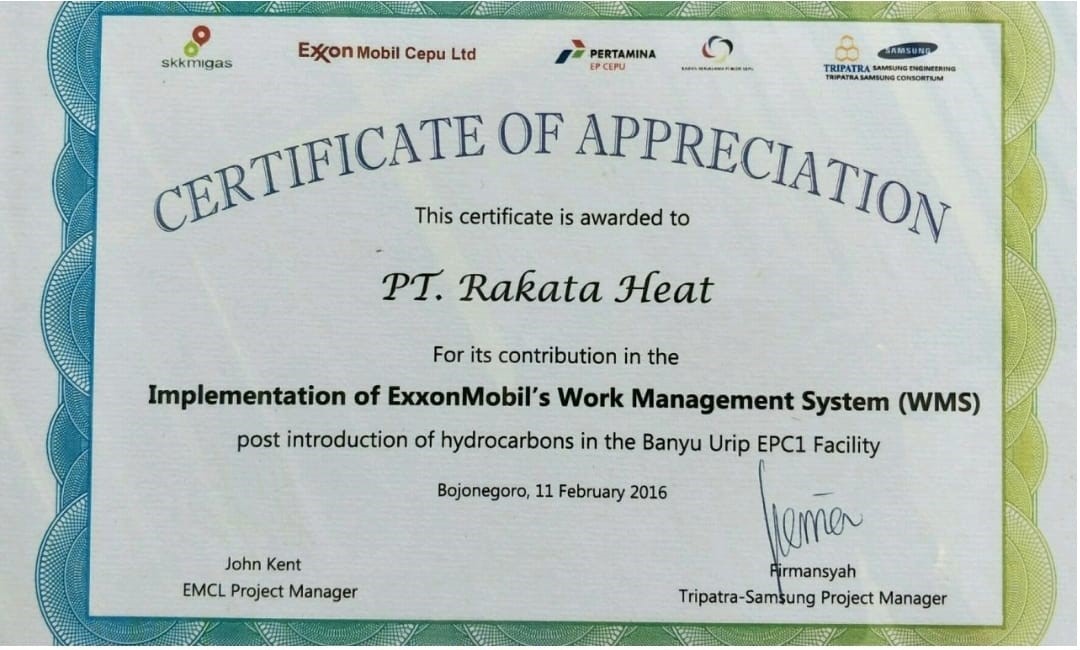 skkmigas
ExxonMobil Cepu Ltd
PERTAMINA
EP CEPU
SAMSUNG
TRIPATRA SAMSUNG ENGINEERING
TRIPATRA SAMSUNG CONSORTIUM
CERTIFICATE OF APPRECIATION
This certificate is awarded to
PT. Rakata Heat
For its contribution in the
Implementation of ExxonMobil's Work Management System (WMS)
post introduction of hydrocarbons in the Banyu Urip EPC1 Facility
Bojonegoro, 11 February 2016
John Kent
EMCL Project Manager
Firmansyah
Tripatra-Samsung Project Manager